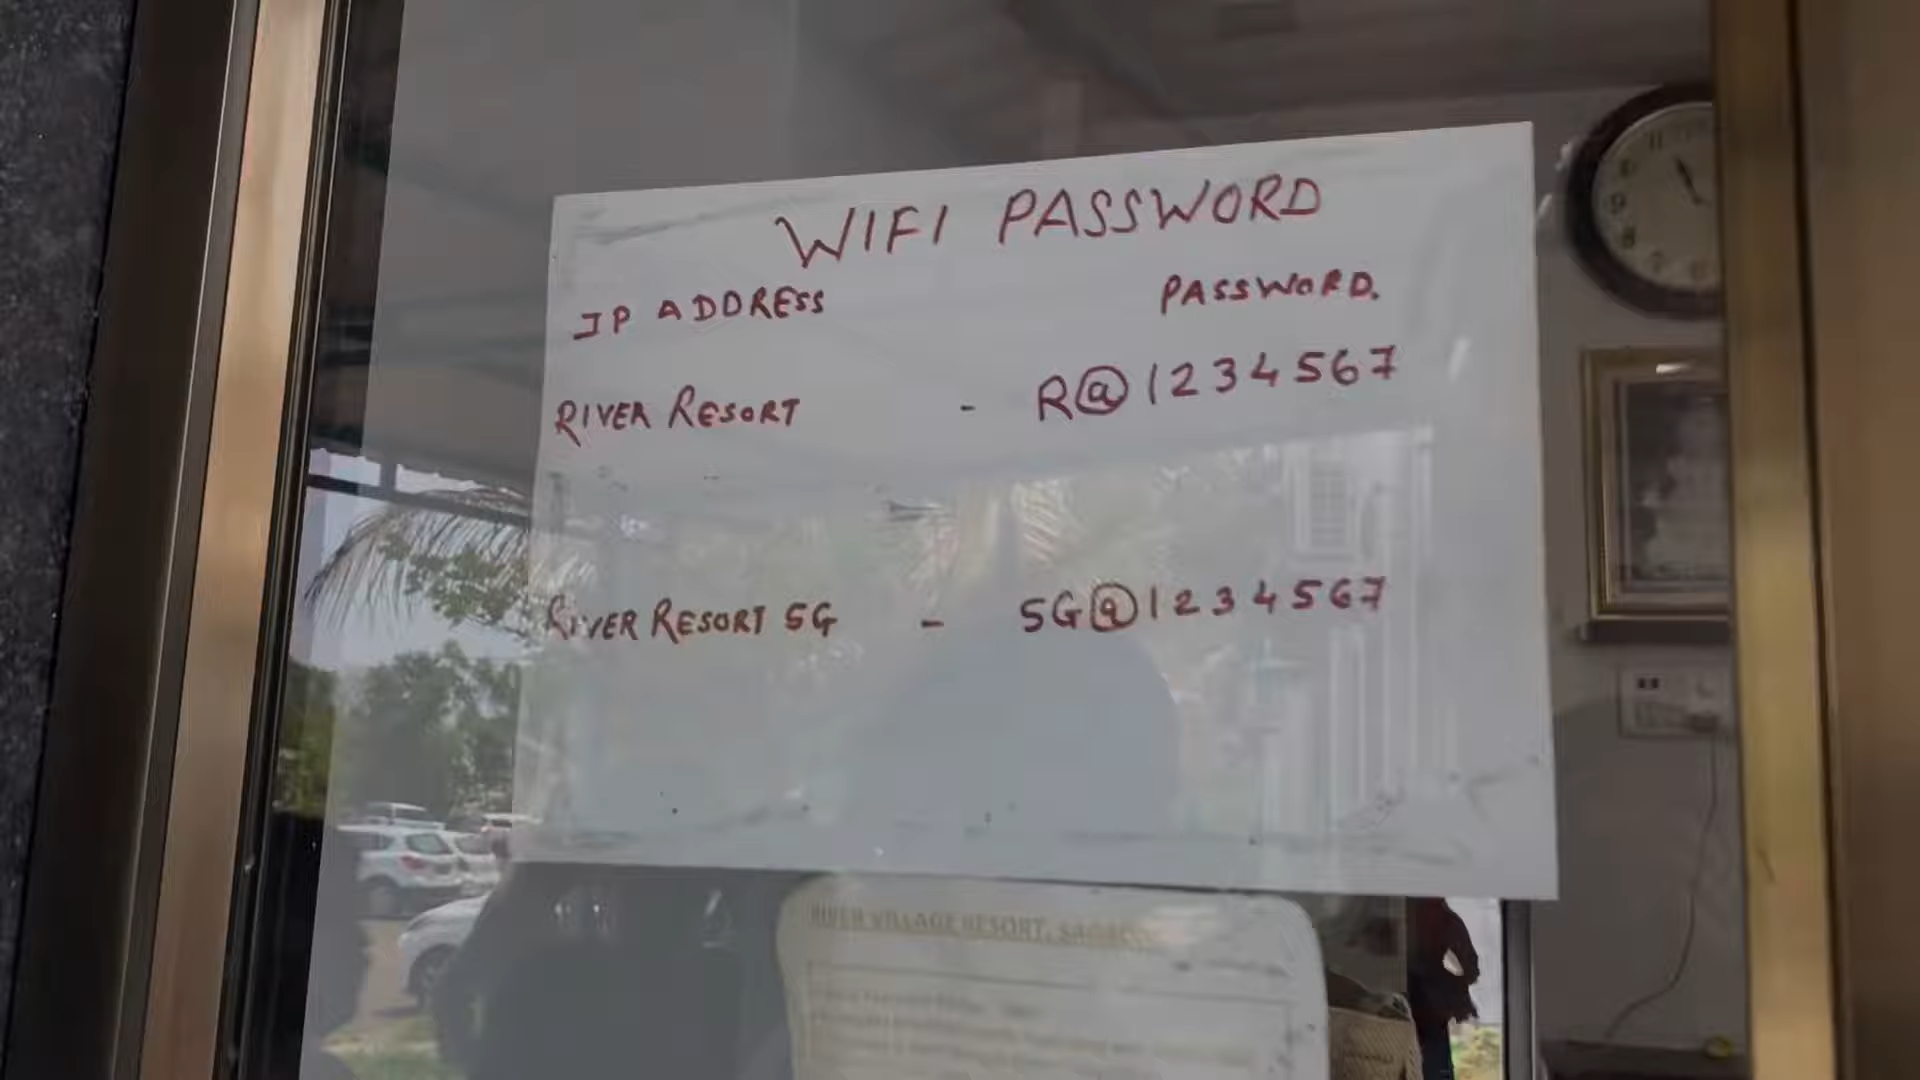 WIFI PASSWORD
IP ADDRESS PASSWORD.
RIVER RESORT - R@1234567
RIVER RESORT 5G - 5G@1234567
RIVER VILLAGE RESORT,